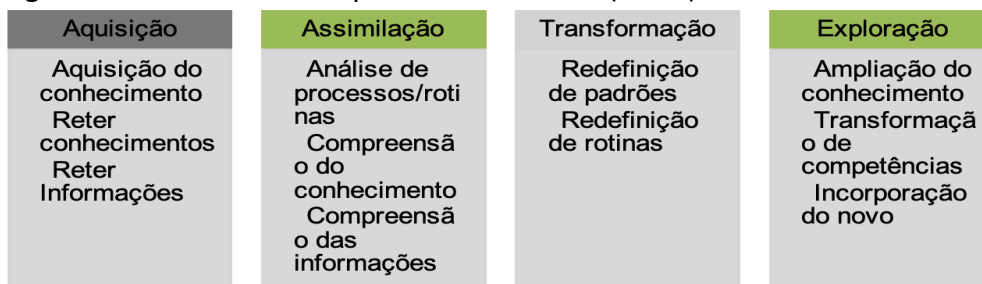 Aquisição
Aquisição do
conhecimento
Reter
conhecimentos
Reter
Informações
Assimilação
Análise de
processos/roti
nas
Compreensã
o do
conhecimento
Compreensã
o das
informações
Transformação
Redefinição
de padrões
Redefinição
de rotinas
Exploração
Ampliação do
conhecimento
Transformaçã
o de
competências
Incorporação
do novo